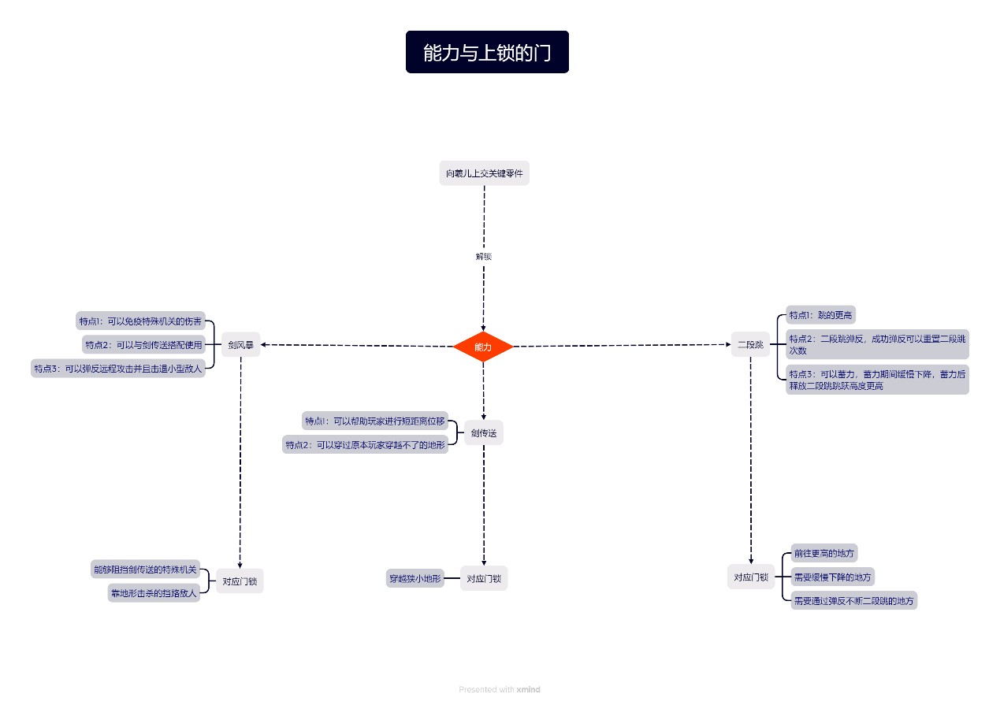 能力与上锁的门
向羲儿上交关键零件
解锁
能力
剑风暴
特点1：可以免疫特殊机关的伤害
特点2：可以与剑传送搭配使用
特点3：可以弹反远程攻击并且击退小型敌人
二段跳
特点1：跳的更高
特点2：二段跳弹反，成功弹反可以重置二段跳
次数
特点3：可以蓄力，蓄力期间缓慢下降，蓄力后
释放二段跳跳跃高度更高
剑传送
特点1：可以帮助玩家进行短距离位移
特点2：可以穿过原本玩家穿越不了的地形
对应门锁
能够阻挡剑传送的特殊机关
靠地形击杀的挡路敌人
对应门锁
穿越狭小地形
对应门锁
前往更高的地方
需要缓慢下降的地方
需要通过弹反不断二段跳的地方
Presented with xmind